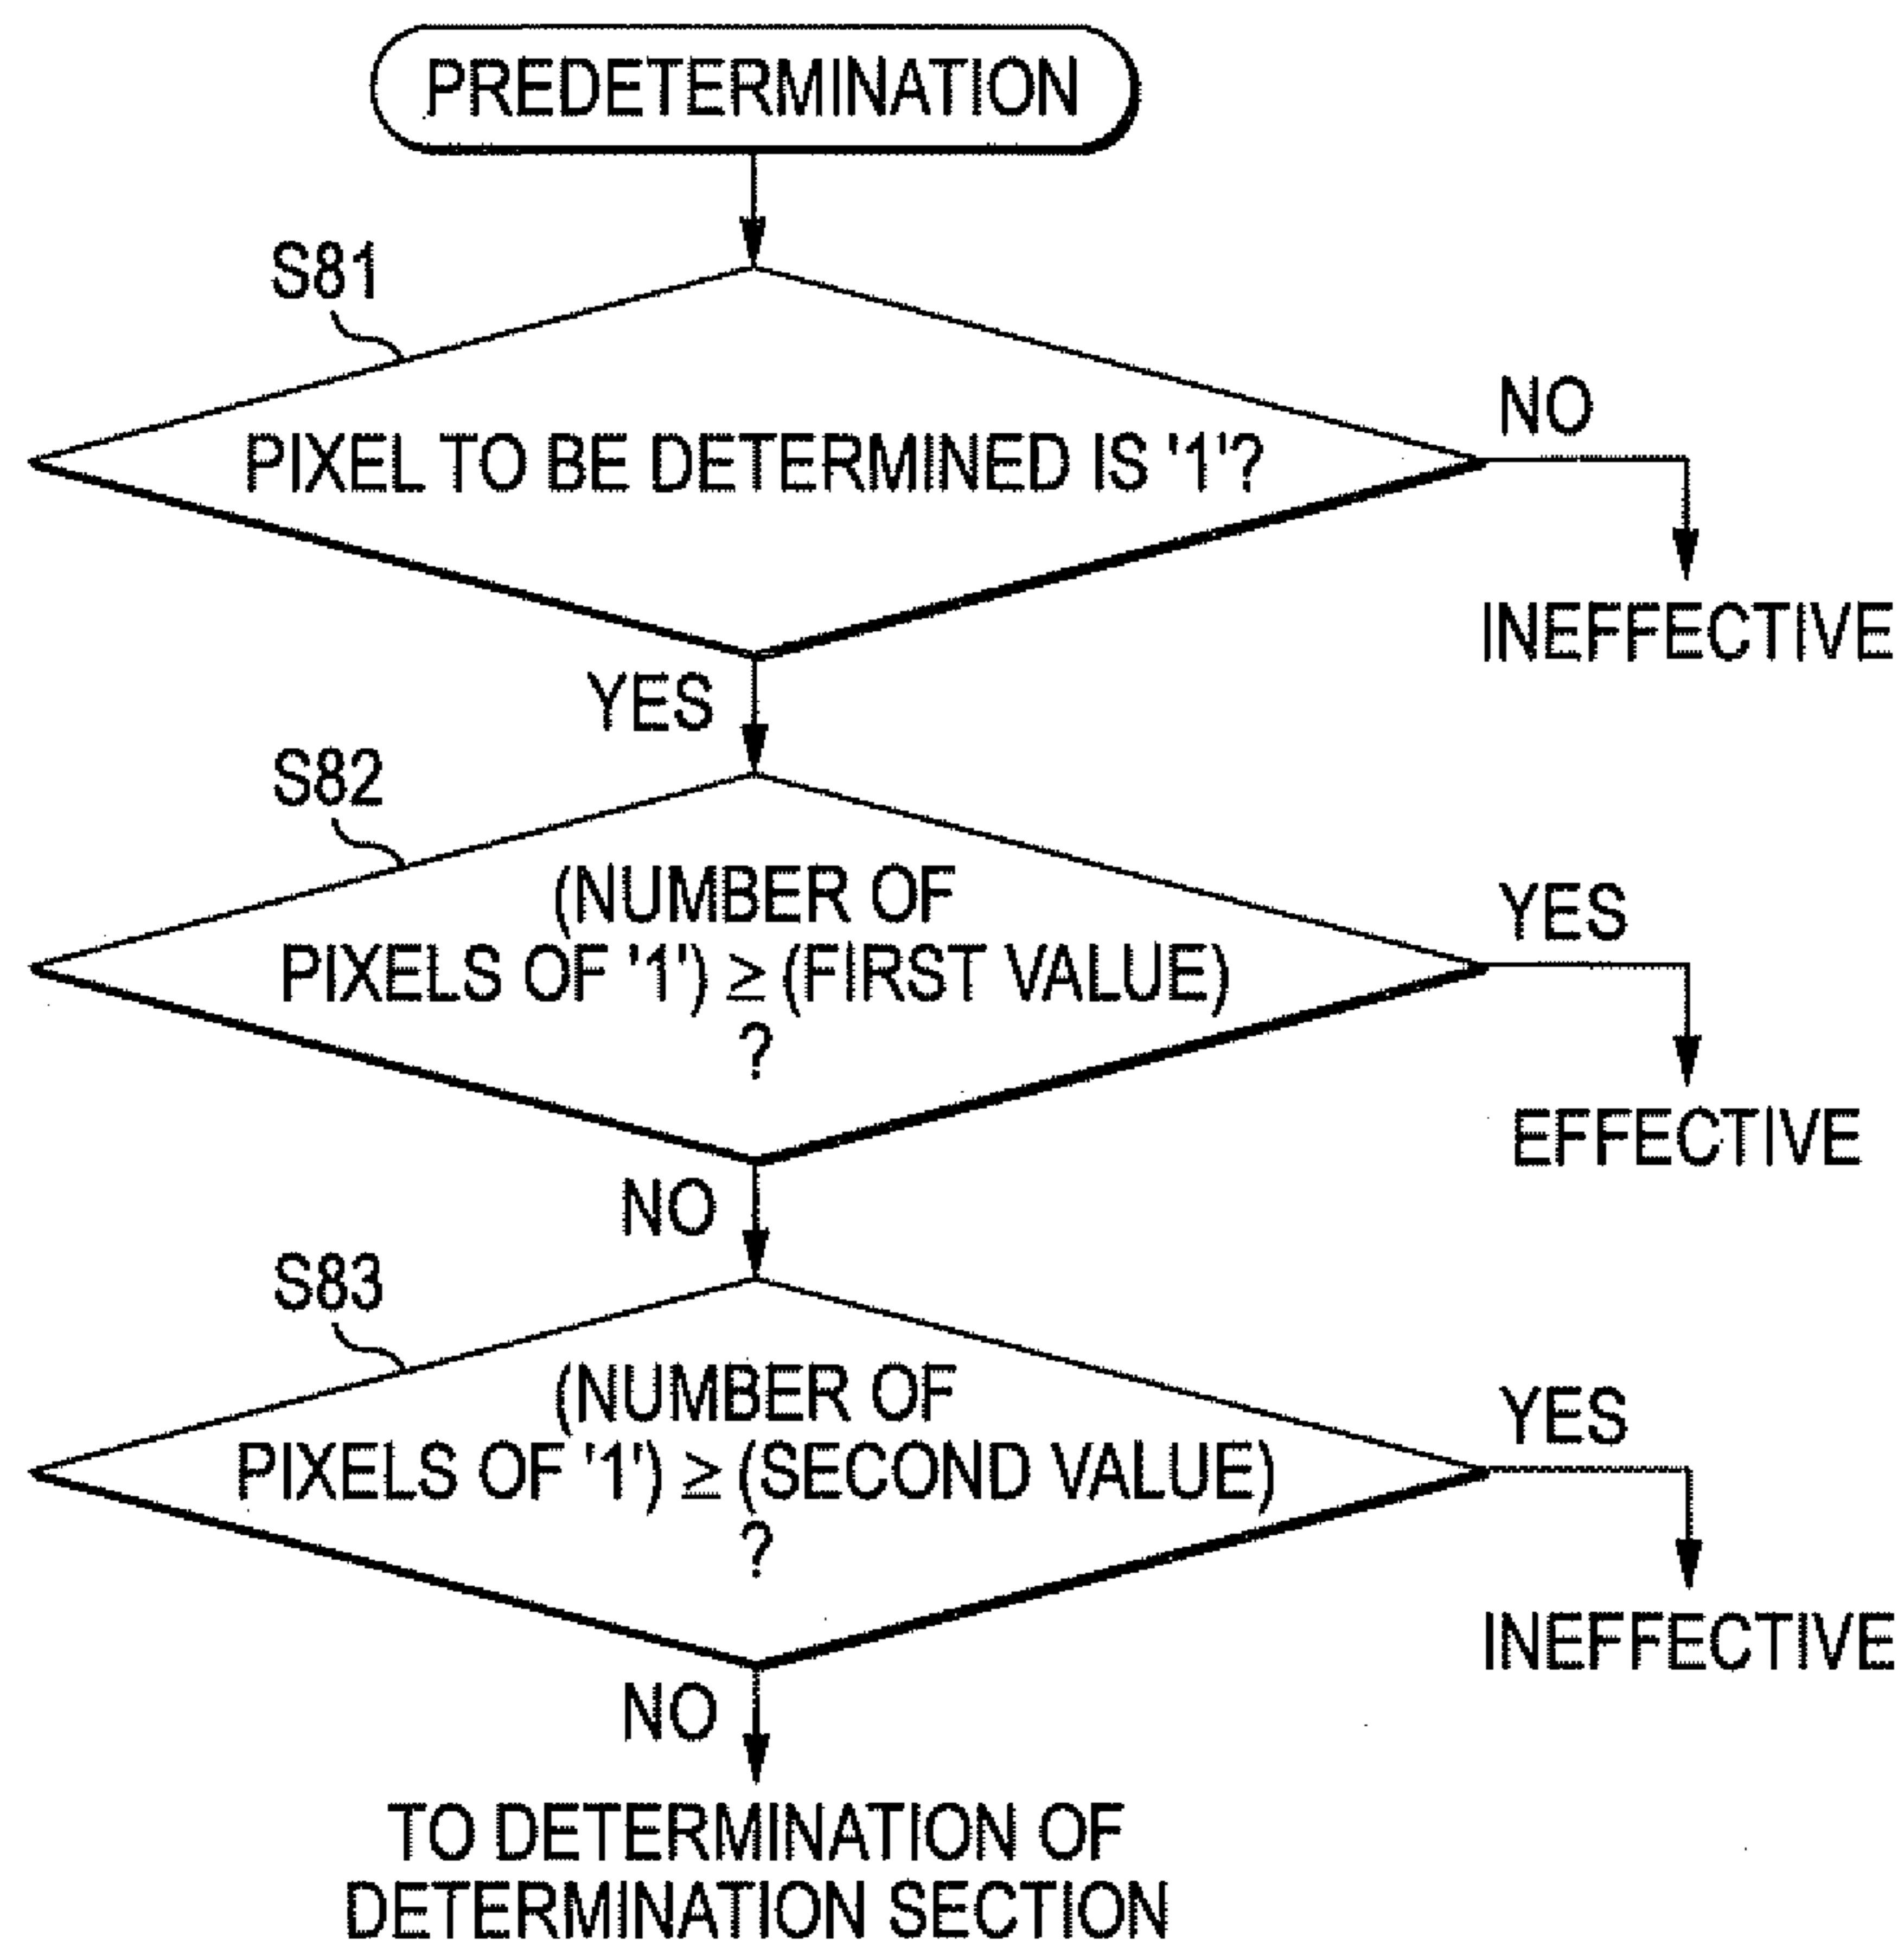 PREDETERMINATION
S81
PIXEL TO BE DETERMINED IS '1'?
NO
INEFFECTIVE
YES
S82
(NUMBER OF
PIXELS OF '1') ≥ (FIRST VALUE)
?
YES
EFFECTIVE
NO
S83
(NUMBER OF
PIXELS OF '1') ≥ (SECOND VALUE)
?
YES
INEFFECTIVE
NO
TO DETERMINATION OF
DETERMINATION SECTION